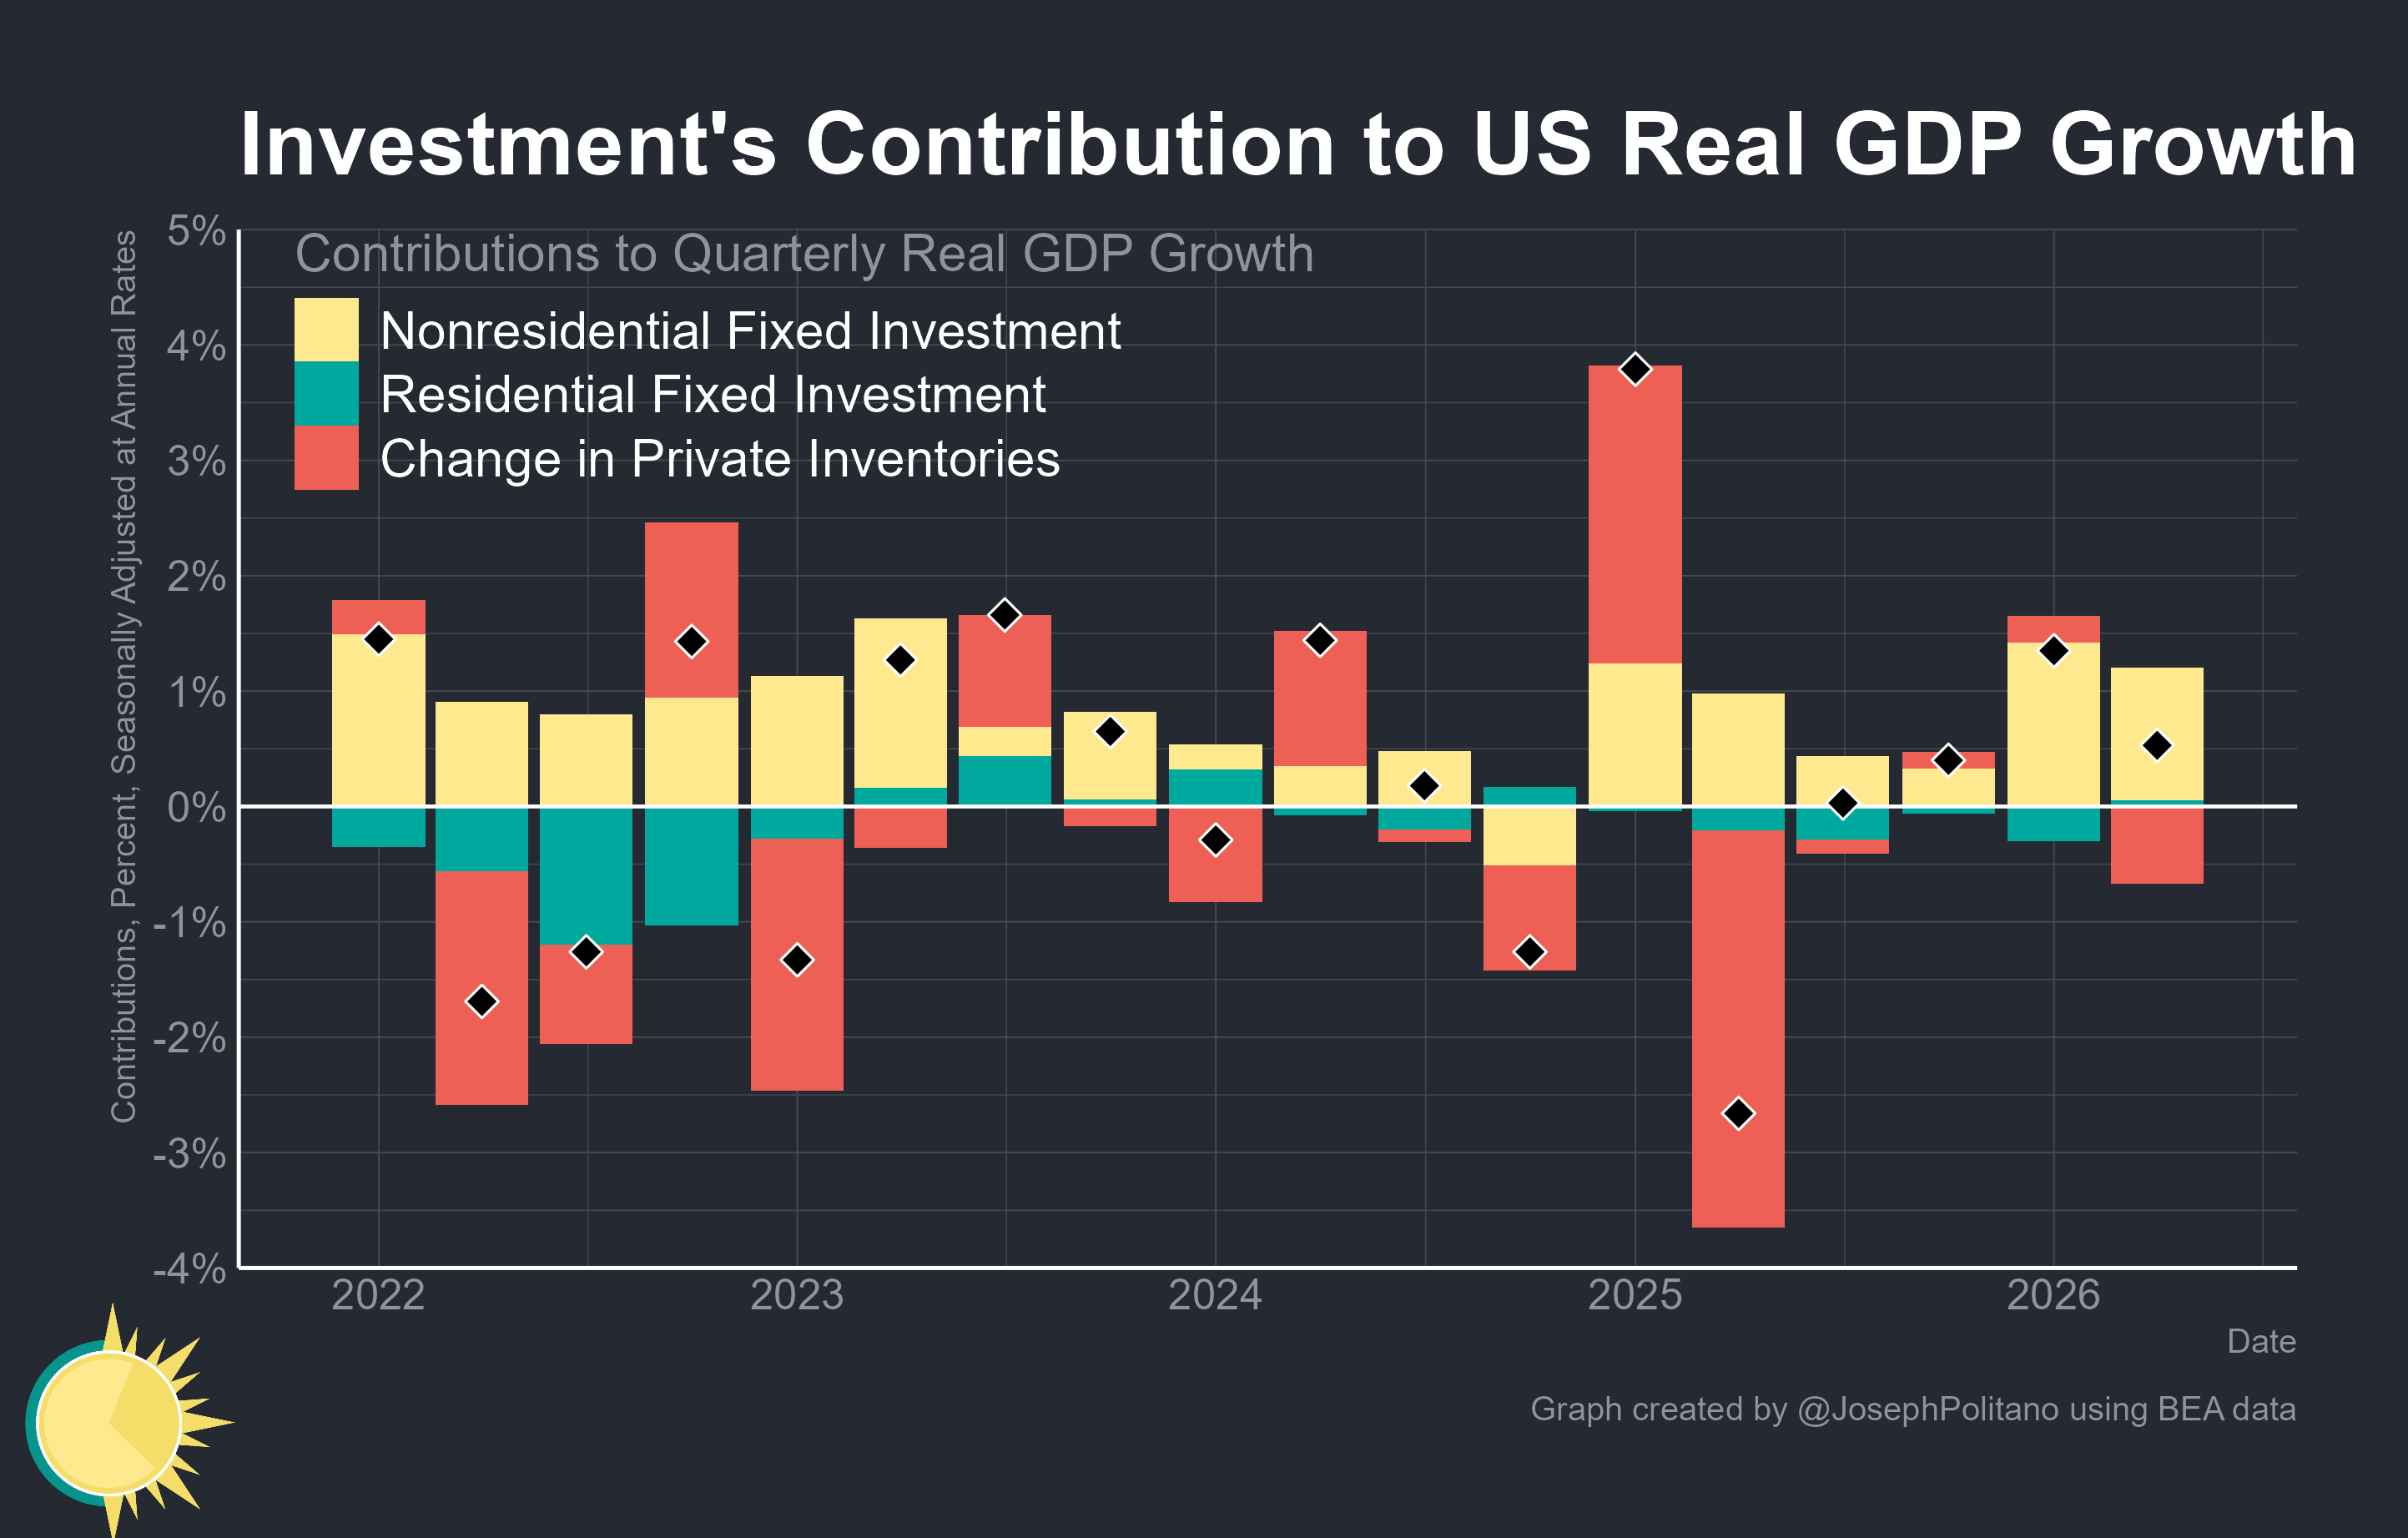 Investment's Contribution to US Real GDP Growth
Contributions, Percent, Seasonally Adjusted at Annual Rates
Contributions to Quarterly Real GDP Growth
Nonresidential Fixed Investment
Residential Fixed Investment
Change in Private Inventories
5%
4%
3%
2%
1%
0%
-1%
-2%
-3%
-4%
2022
2023
2024
2025
2026
Date
Graph created by @JosephPolitano using BEA data